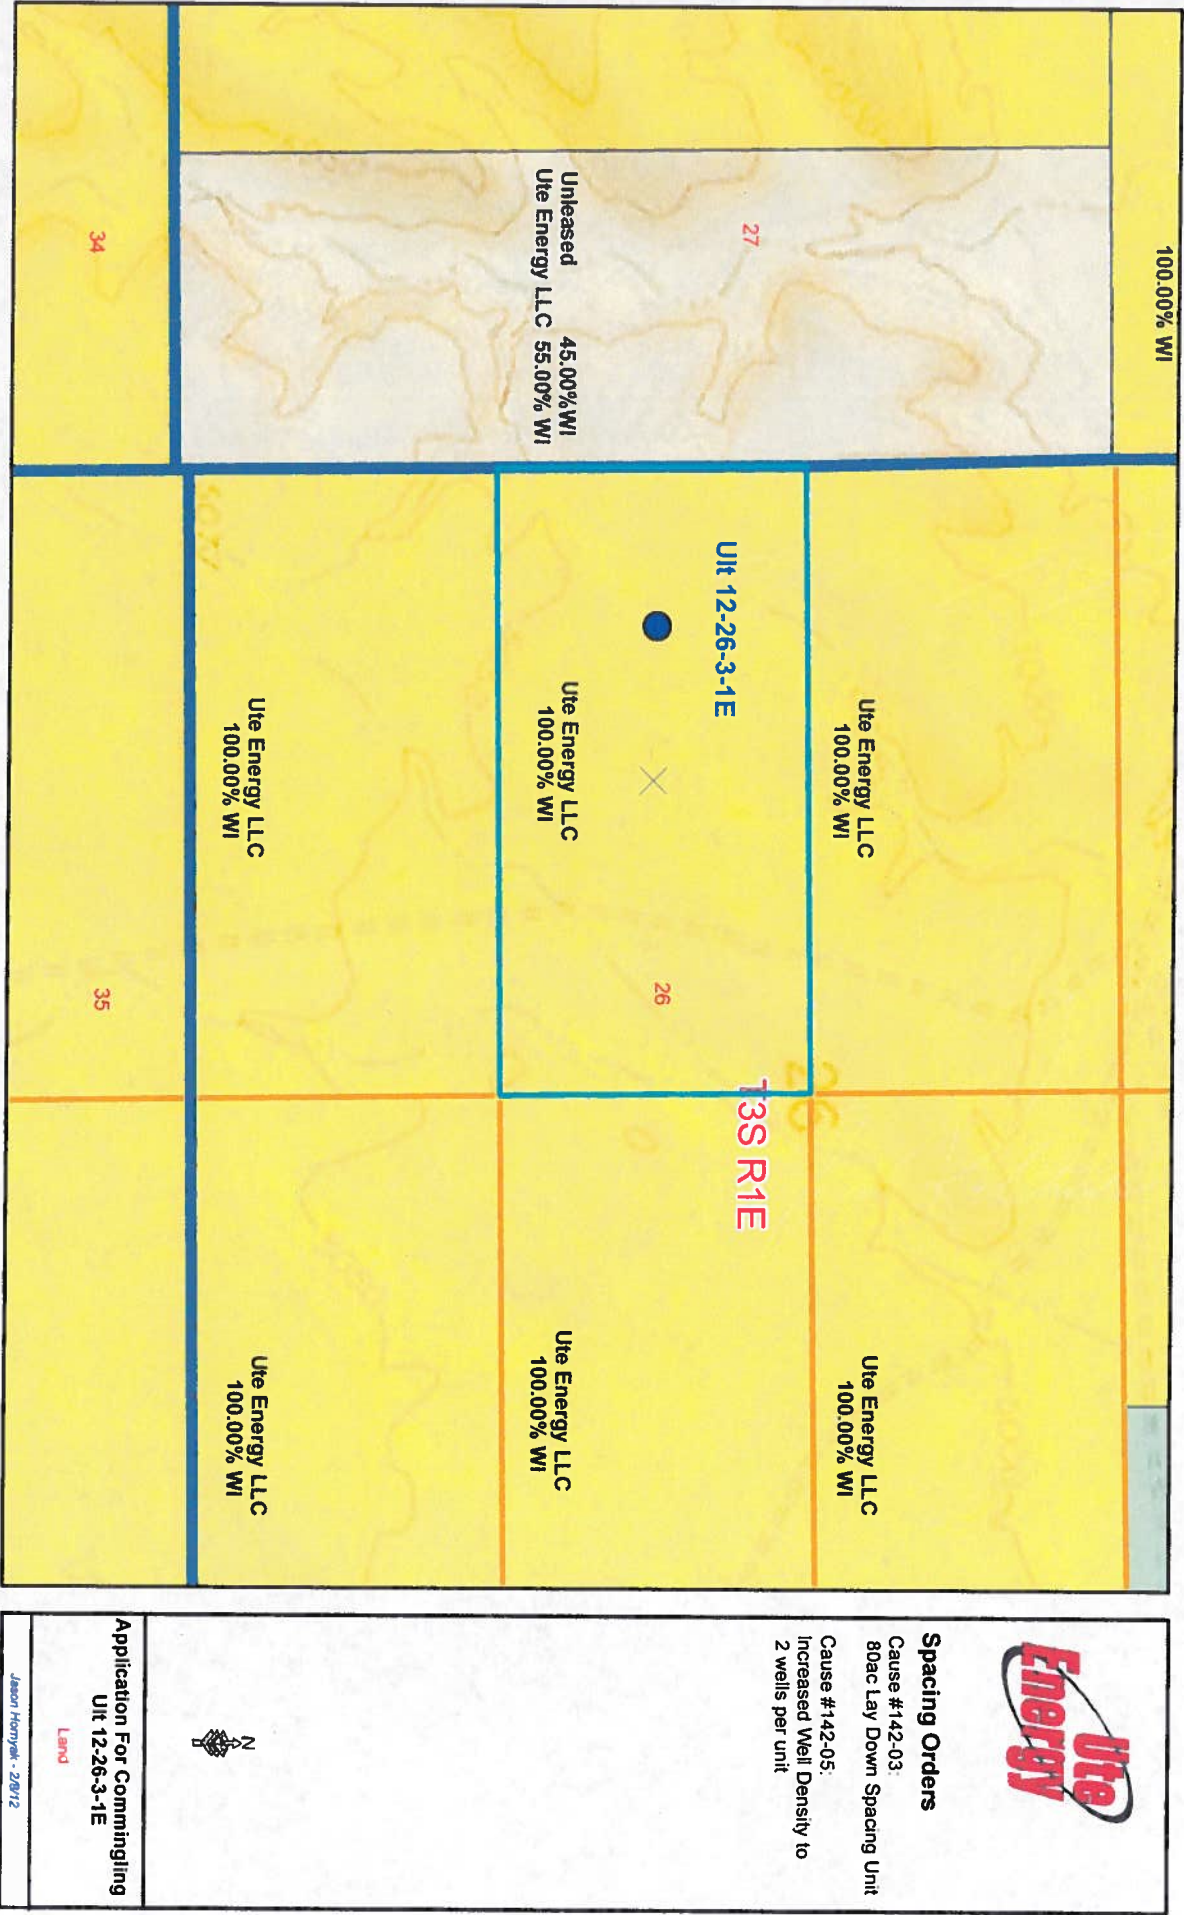 100.00% WI
27
Unleased 45.00%WI
Ute Energy LLC 55.00% WI
34
Ute Energy LLC
100.00% WI
Ult 12-26-3-1E
Ute Energy LLC
100.00% WI
26
26
T3S R1E
Ute Energy LLC
100.00% WI
35
Ute Energy LLC
100.00% WI
Ute Energy LLC
100.00% WI
Ute Energy LLC
100.00% WI
Ute
Energy
Spacing Orders
Cause #142-03:
80ac Lay Down Spacing Unit
Cause #142-05:
Increased Well Density to
2 wells per unit
N
Application For Commingling
Ult 12-26-3-1E
Land
Jason Hornyak - 2/8/12